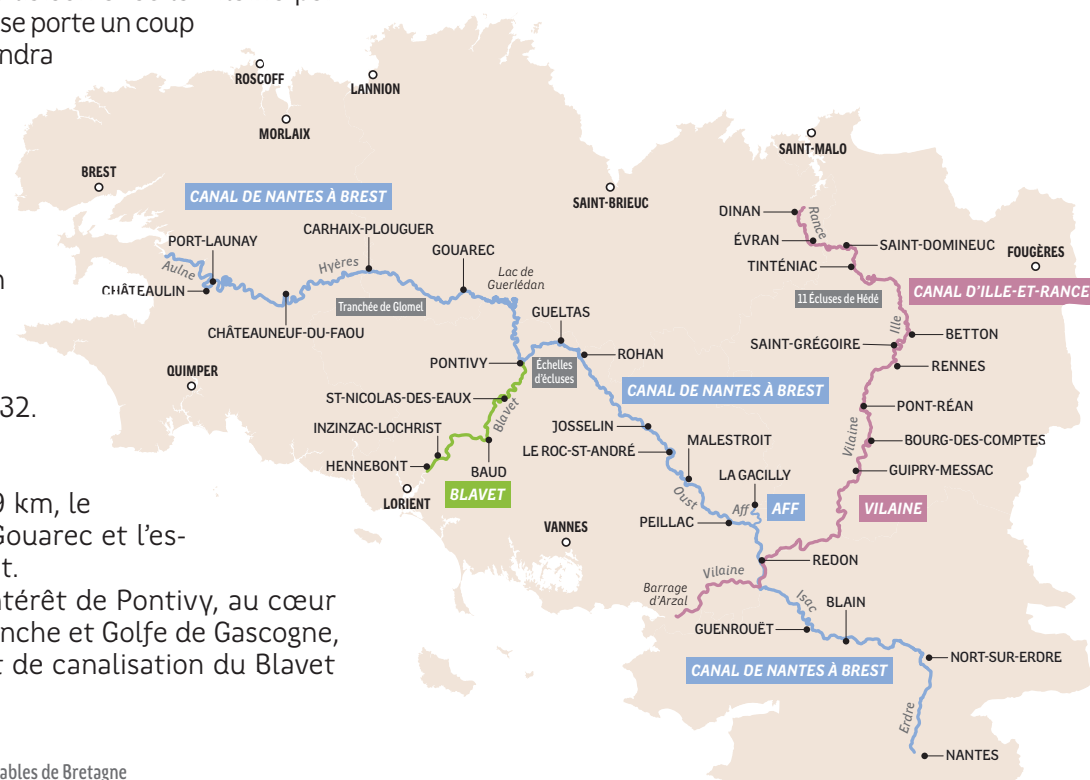 se porte un coup
ndra
32.
9 km, le
Gouarec et l'es-
t.
ntérêt de Pontivy, au cœur
nche et Golfe de Gascogne,
t de canalisation du Blavet
ables de Bretagne
ROSCOFF
LANNION
MORLAIX
BREST
SAINT-MALO
SAINT-BRIEUC
FOUGÈRES
QUIMPER
LORIENT
VANNES
CANAL DE NANTES À BREST
PORT-LAUNAY
Aulne
CHÂTEAULIN
CHÂTEAUNEUF-DU-FAOU
Hyères
CARHAIX-PLOUGUER
Tranchée de Glomel
GOUAREC
Lac de
Guerlédan
GUELTAS
PONTIVY
Échelles
d'écluses
ROHAN
CANAL DE NANTES À BREST
ST-NICOLAS-DES-EAUX
Blavet
INZINZAC-LOCHRIST
HENNEBONT
BAUD
BLAVET
JOSSELIN
LE ROC-ST-ANDRÉ
MALESTROIT
Oust
LA GACILLY
Aff
AFF
PEILLAC
DINAN
Rance
ÉVRAN
SAINT-DOMINEUC
TINTÉNIAC
11 Écluses de Hédé
CANAL D'ILLE-ET-RANCE
Ille
BETTON
SAINT-GRÉGOIRE
RENNES
PONT-RÉAN
Vilaine
BOURG-DES-COMPTES
GUIPRY-MESSAC
VILAINE
REDON
Vilaine
Barrage
d'Arzal
Isac
BLAIN
GUENROUËT
CANAL DE NANTES À BREST
NORT-SUR-ERDRE
Erdre
NANTES